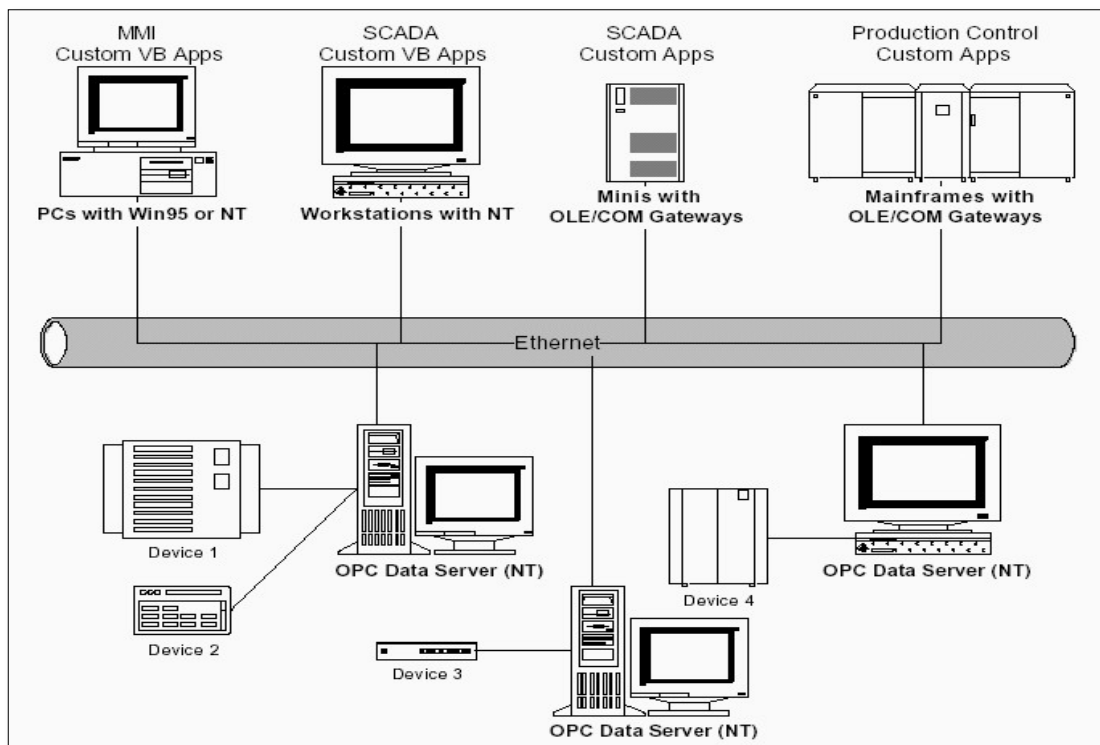 MMI
Custom VB Apps
SCADA
Custom VB Apps
SCADA
Custom Apps
Production Control
Custom Apps
PCs with Win95 or NT
Workstations with NT
Minis with
OLE/COM Gateways
Mainframes with
OLE/COM Gateways
Ethernet
Device 1
OPC Data Server (NT)
Device 4
OPC Data Server (NT)
Device 2
Device 3
OPC Data Server (NT)